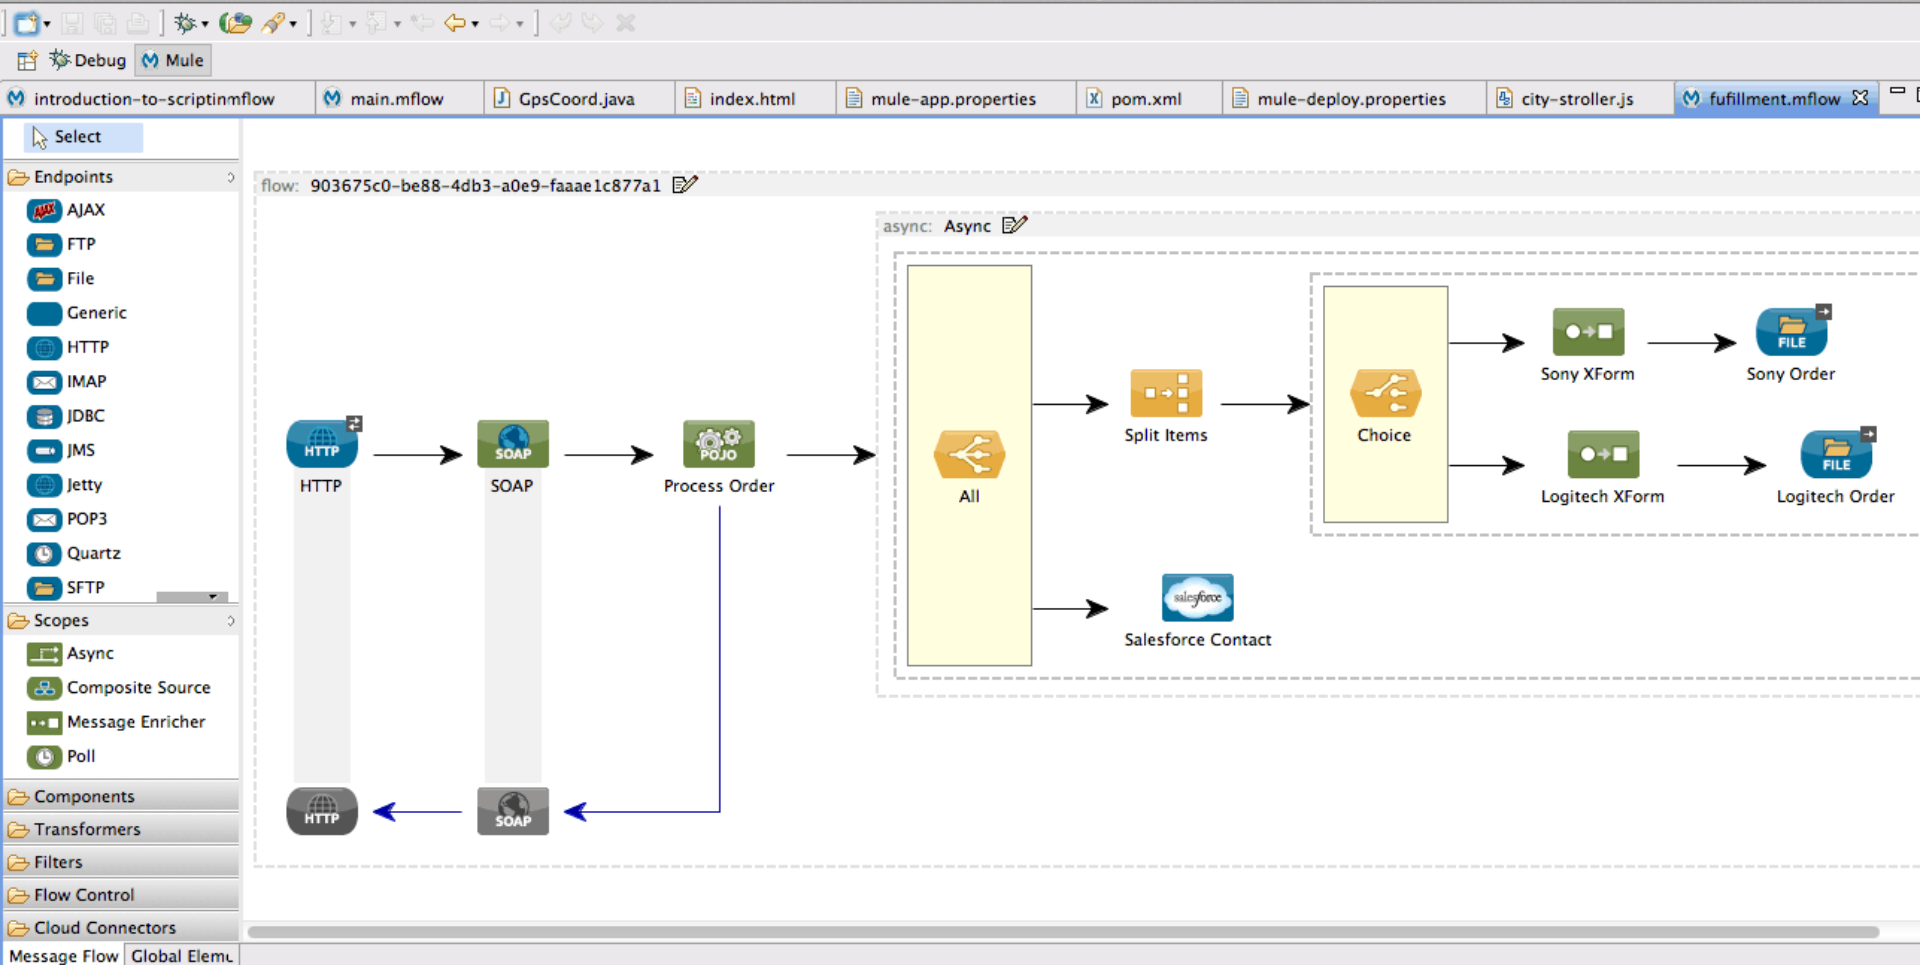 Debug Mule
introduction-to-scriptinmflow main.mflow GpsCoord.java index.html mule-app.properties pom.xml mule-deploy.properties city-stroller.js fufillment.mflow
Select
Endpoints
AJAX
FTP
File
Generic
HTTP
IMAP
JDBC
JMS
Jetty
POP3
Quartz
SFTP
Scopes
Async
Composite Source
Message Enricher
Poll
Components
Transformers
Filters
Flow Control
Cloud Connectors
Message Flow Global Elem
flow: 903675c0-be88-4db3-a0e9-faaae1c877a1
async: Async
HTTP
HTTP
SOAP
SOAP
POJO
Process Order
All
Split Items
Choice
Sony XForm
FILE
Sony Order
Logitech XForm
FILE
Logitech Order
salesforce
Salesforce Contact
HTTP
SOAP